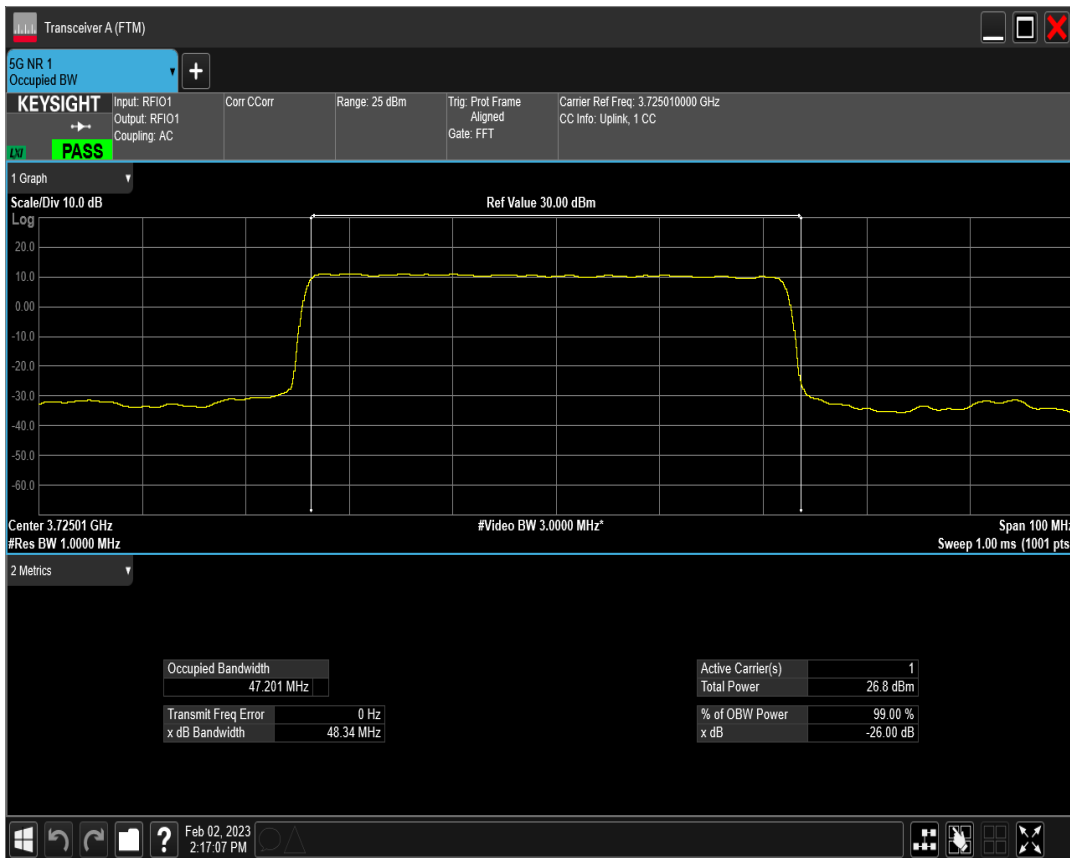 Transceiver A (FTM)
5G NR 1
Occupied BW
+
KEYSIGHT
LXI
PASS
Input: RFIO1
Output: RFIO1
Coupling: AC
Corr CCorr
Range: 25 dBm
Trig: Prot Frame
Aligned
Gate: FFT
Carrier Ref Freq: 3.725010000 GHz
CC Info: Uplink, 1 CC
1 Graph
Scale/Div 10.0 dB
Ref Value 30.00 dBm
Log
20.0
10.0
0.00
-10.0
-20.0
-30.0
-40.0
-50.0
-60.0
Center 3.72501 GHz
#Video BW 3.0000 MHz*
Span 100 MHz
#Res BW 1.0000 MHz
Sweep 1.00 ms (1001 pts
2 Metrics
Occupied Bandwidth
47.201 MHz
Transmit Freq Error 0 Hz
x dB Bandwidth 48.34 MHz
Active Carrier(s) 1
Total Power 26.8 dBm
% of OBW Power 99.00 %
x dB -26.00 dB
?
Feb 02, 2023
2:17:07 PM